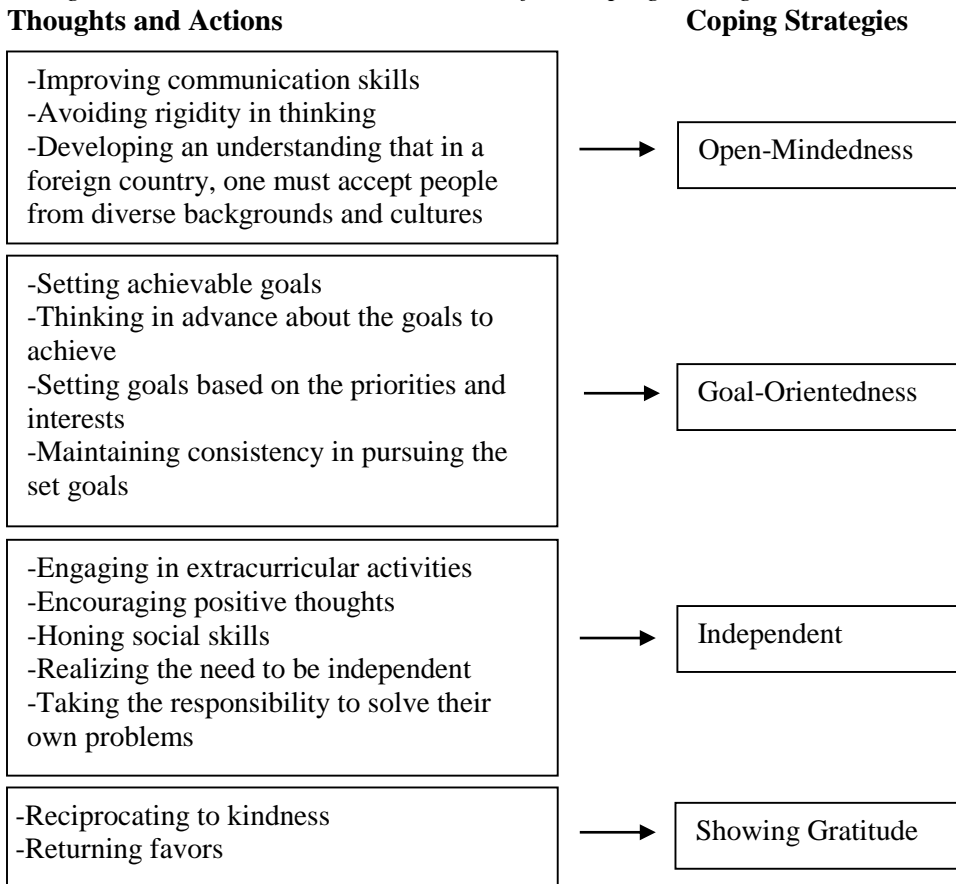 Thoughts and Actions
Coping Strategies
-Improving communication skills
-Avoiding rigidity in thinking
-Developing an understanding that in a
foreign country, one must accept people
from diverse backgrounds and cultures
Open-Mindedness
-Setting achievable goals
-Thinking in advance about the goals to
achieve
-Setting goals based on the priorities and
interests
-Maintaining consistency in pursuing the
set goals
Goal-Orientedness
-Engaging in extracurricular activities
-Encouraging positive thoughts
-Honing social skills
-Realizing the need to be independent
-Taking the responsibility to solve their
own problems
Independent
-Reciprocating to kindness
-Returning favors
Showing Gratitude